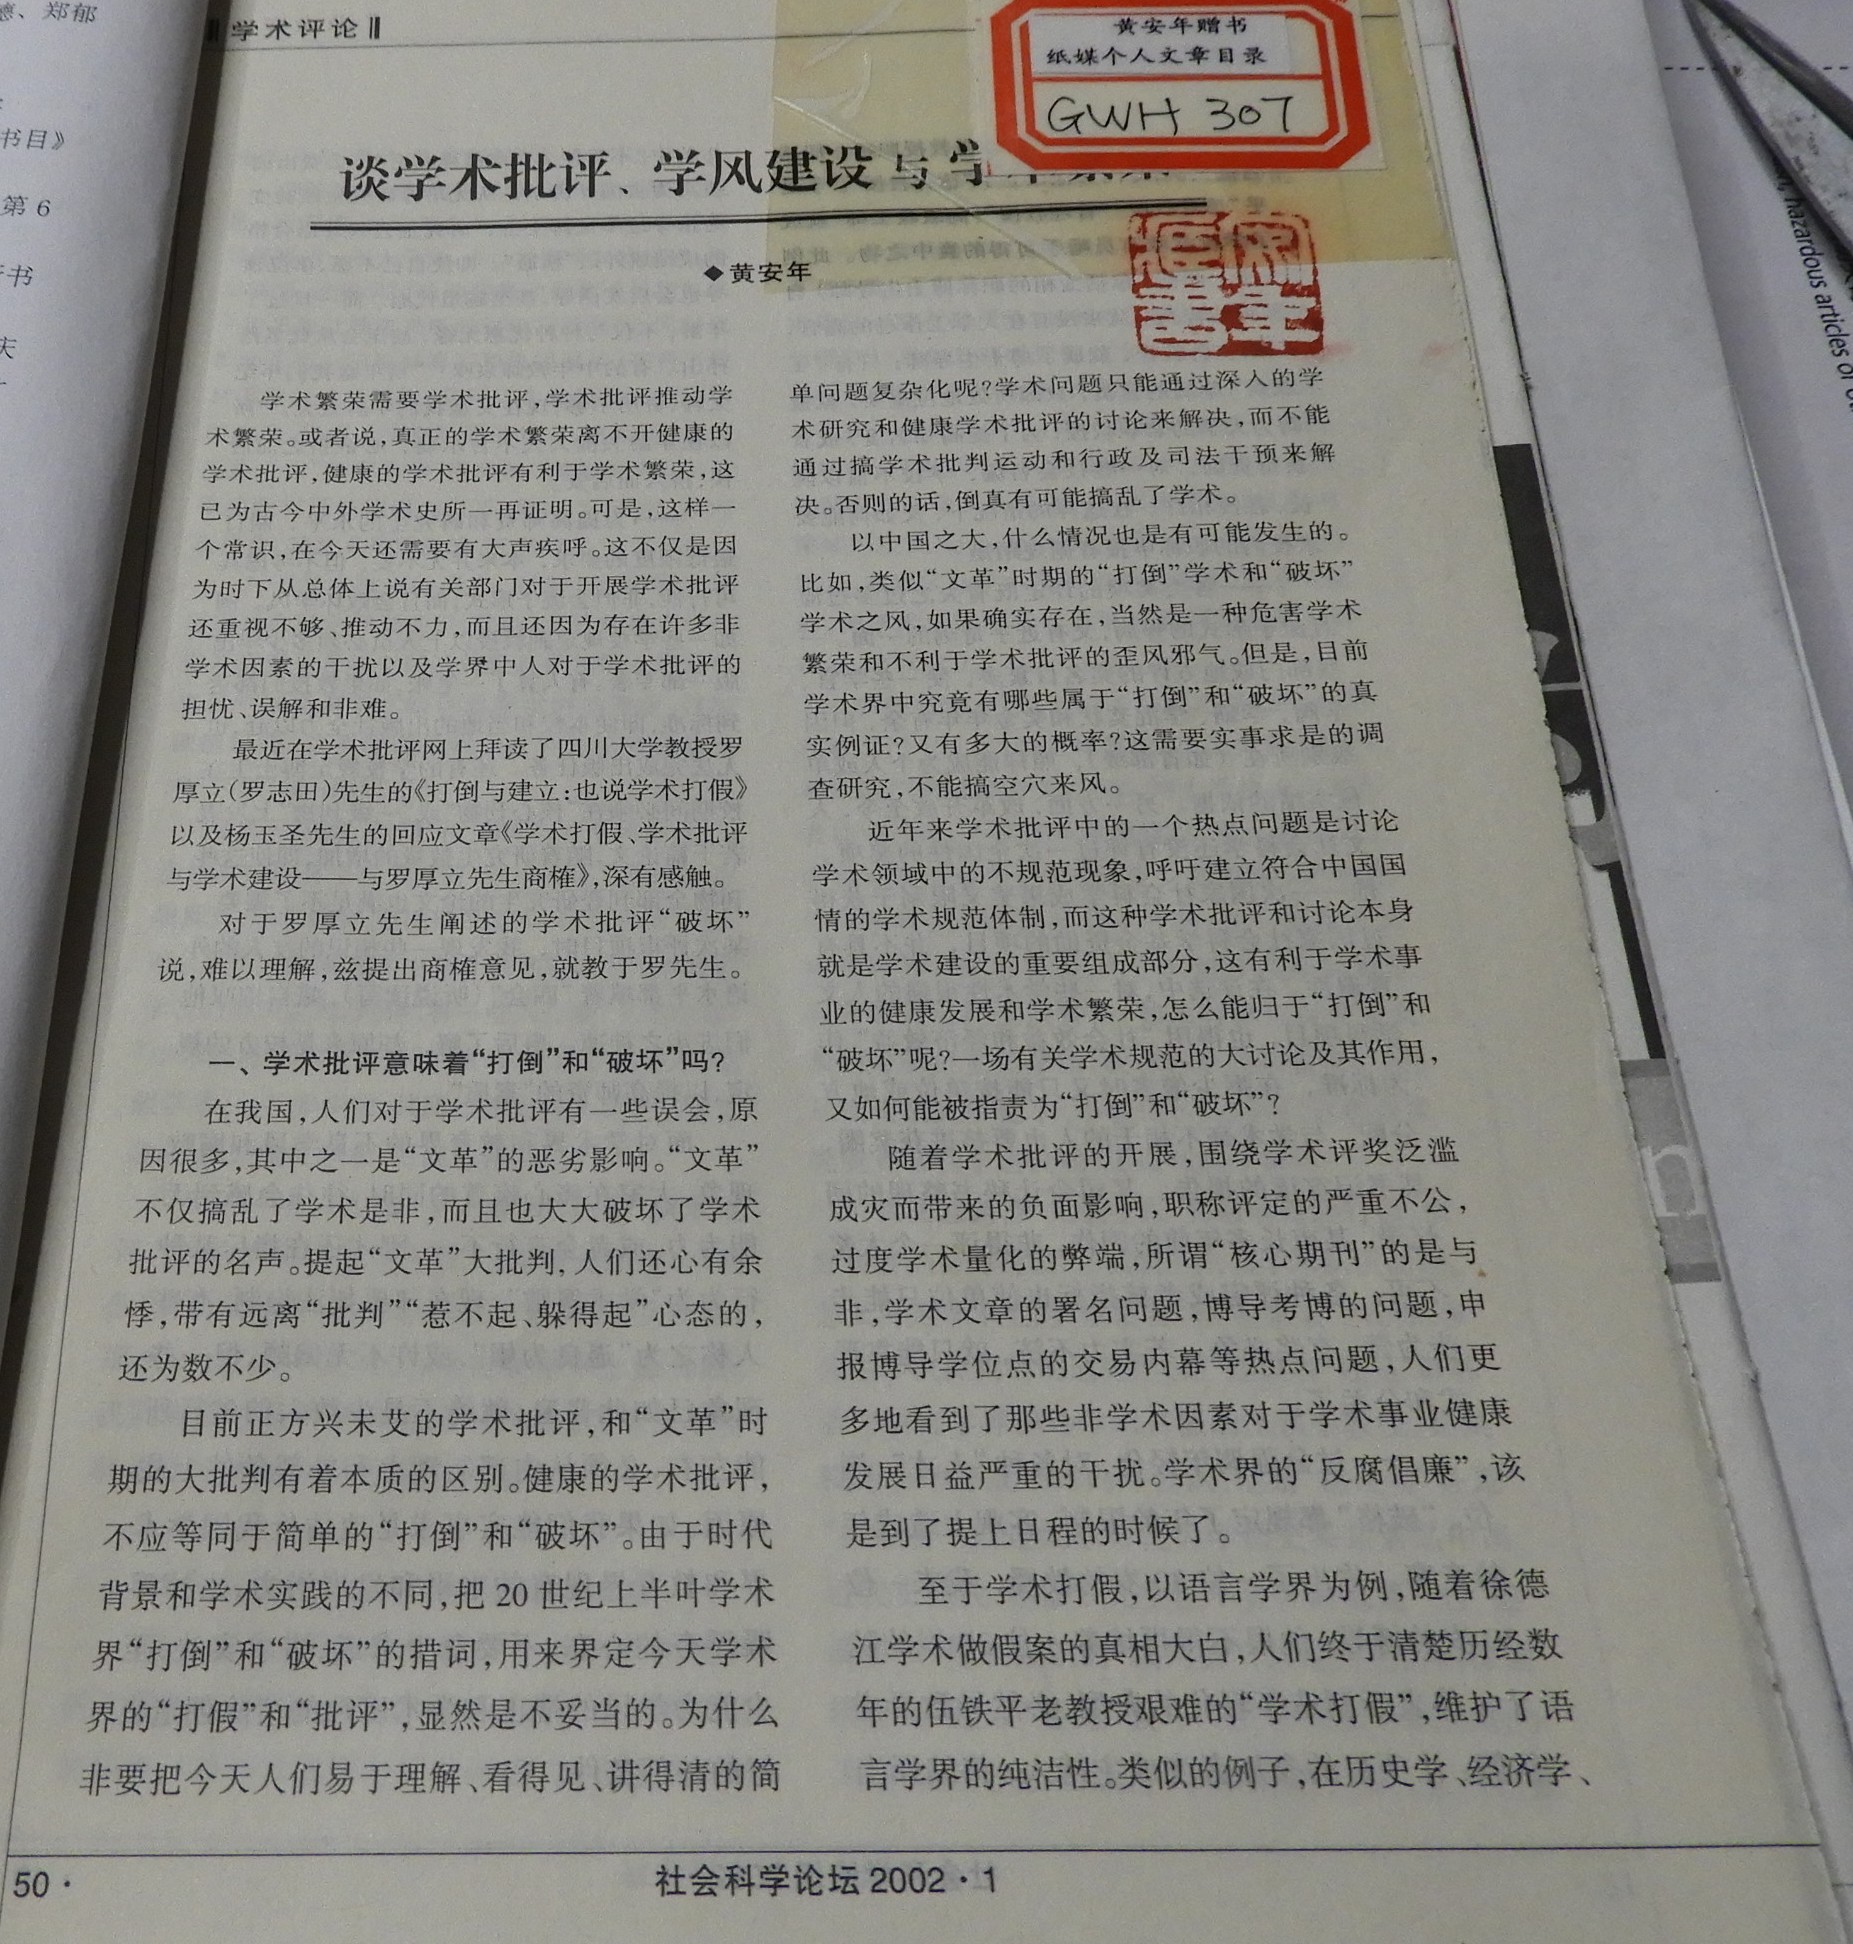 德、郑郁
书目》
第 6
书
学术评论
黄安年赠书
纸媒个人文章目录
GWH 307
谈学术批评、学风建设与学术繁荣
◆黄安年
学术繁荣需要学术批评,学术批评推动学
术繁荣。或者说,真正的学术繁荣离不开健康的
学术批评,健康的学术批评有利于学术繁荣,这
已为古今中外学术史所一再证明。可是,这样一
个常识,在今天还需要有大声疾呼。这不仅是因
为时下从总体上说有关部门对于开展学术批评
还重视不够、推动不力,而且还因为存在许多非
学术因素的干扰以及学界中人对于学术批评的
担忧、误解和非难。
最近在学术批评网上拜读了四川大学教授罗
厚立(罗志田)先生的《打倒与建立:也说学术打假》
以及杨玉圣先生的回应文章《学术打假、学术批评
与学术建设——与罗厚立先生商榷》,深有感触。
对于罗厚立先生阐述的学术批评“破坏”
说,难以理解,兹提出商榷意见,就教于罗先生。
一、学术批评意味着“打倒”和“破坏”吗?
在我国,人们对于学术批评有一些误会,原
因很多,其中之一是“文革”的恶劣影响。“文革”
不仅搞乱了学术是非,而且也大大破坏了学术
批评的名声。提起“文革”大批判,人们还心有余
悸,带有远离“批判”“惹不起、躲得起”心态的,
还为数不少。
目前正方兴未艾的学术批评,和“文革”时
期的大批判有着本质的区别。健康的学术批评,
不应等同于简单的“打倒”和“破坏”。由于时代
背景和学术实践的不同,把 20 世纪上半叶学术
界“打倒”和“破坏”的措词,用来界定今天学术
界的“打假”和“批评”,显然是不妥当的。为什么
非要把今天人们易于理解、看得见、讲得清的简
单问题复杂化呢?学术问题只能通过深入的学
术研究和健康学术批评的讨论来解决,而不能
通过搞学术批判运动和行政及司法干预来解
决。否则的话,倒真有可能搞乱了学术。
以中国之大,什么情况也是有可能发生的。
比如,类似“文革”时期的“打倒”学术和“破坏”
学术之风,如果确实存在,当然是一种危害学术
繁荣和不利于学术批评的歪风邪气。但是,目前
学术界中究竟有哪些属于“打倒”和“破坏”的真
实例证?又有多大的概率?这需要实事求是的调
查研究,不能搞空穴来风。
近年来学术批评中的一个热点问题是讨论
学术领域中的不规范现象,呼吁建立符合中国国
情的学术规范体制,而这种学术批评和讨论本身
就是学术建设的重要组成部分,这有利于学术事
业的健康发展和学术繁荣,怎么能归于“打倒”和
“破坏”呢?一场有关学术规范的大讨论及其作用,
又如何能被指责为“打倒”和“破坏”?
随着学术批评的开展,围绕学术评奖泛滥
成灾而带来的负面影响,职称评定的严重不公,
过度学术量化的弊端,所谓“核心期刊”的是与
非,学术文章的署名问题,博导考博的问题,申
报博导学位点的交易内幕等热点问题,人们更
多地看到了那些非学术因素对于学术事业健康
发展日益严重的干扰。学术界的“反腐倡廉”,该
是到了提上日程的时候了。
至于学术打假,以语言学界为例,随着徐德
江学术做假案的真相大白,人们终于清楚历经数
年的伍铁平老教授艰难的“学术打假”,维护了语
言学界的纯洁性。类似的例子,在历史学、经济学、
50 ·
社会科学论坛 2002 · 1
hazardous articles of